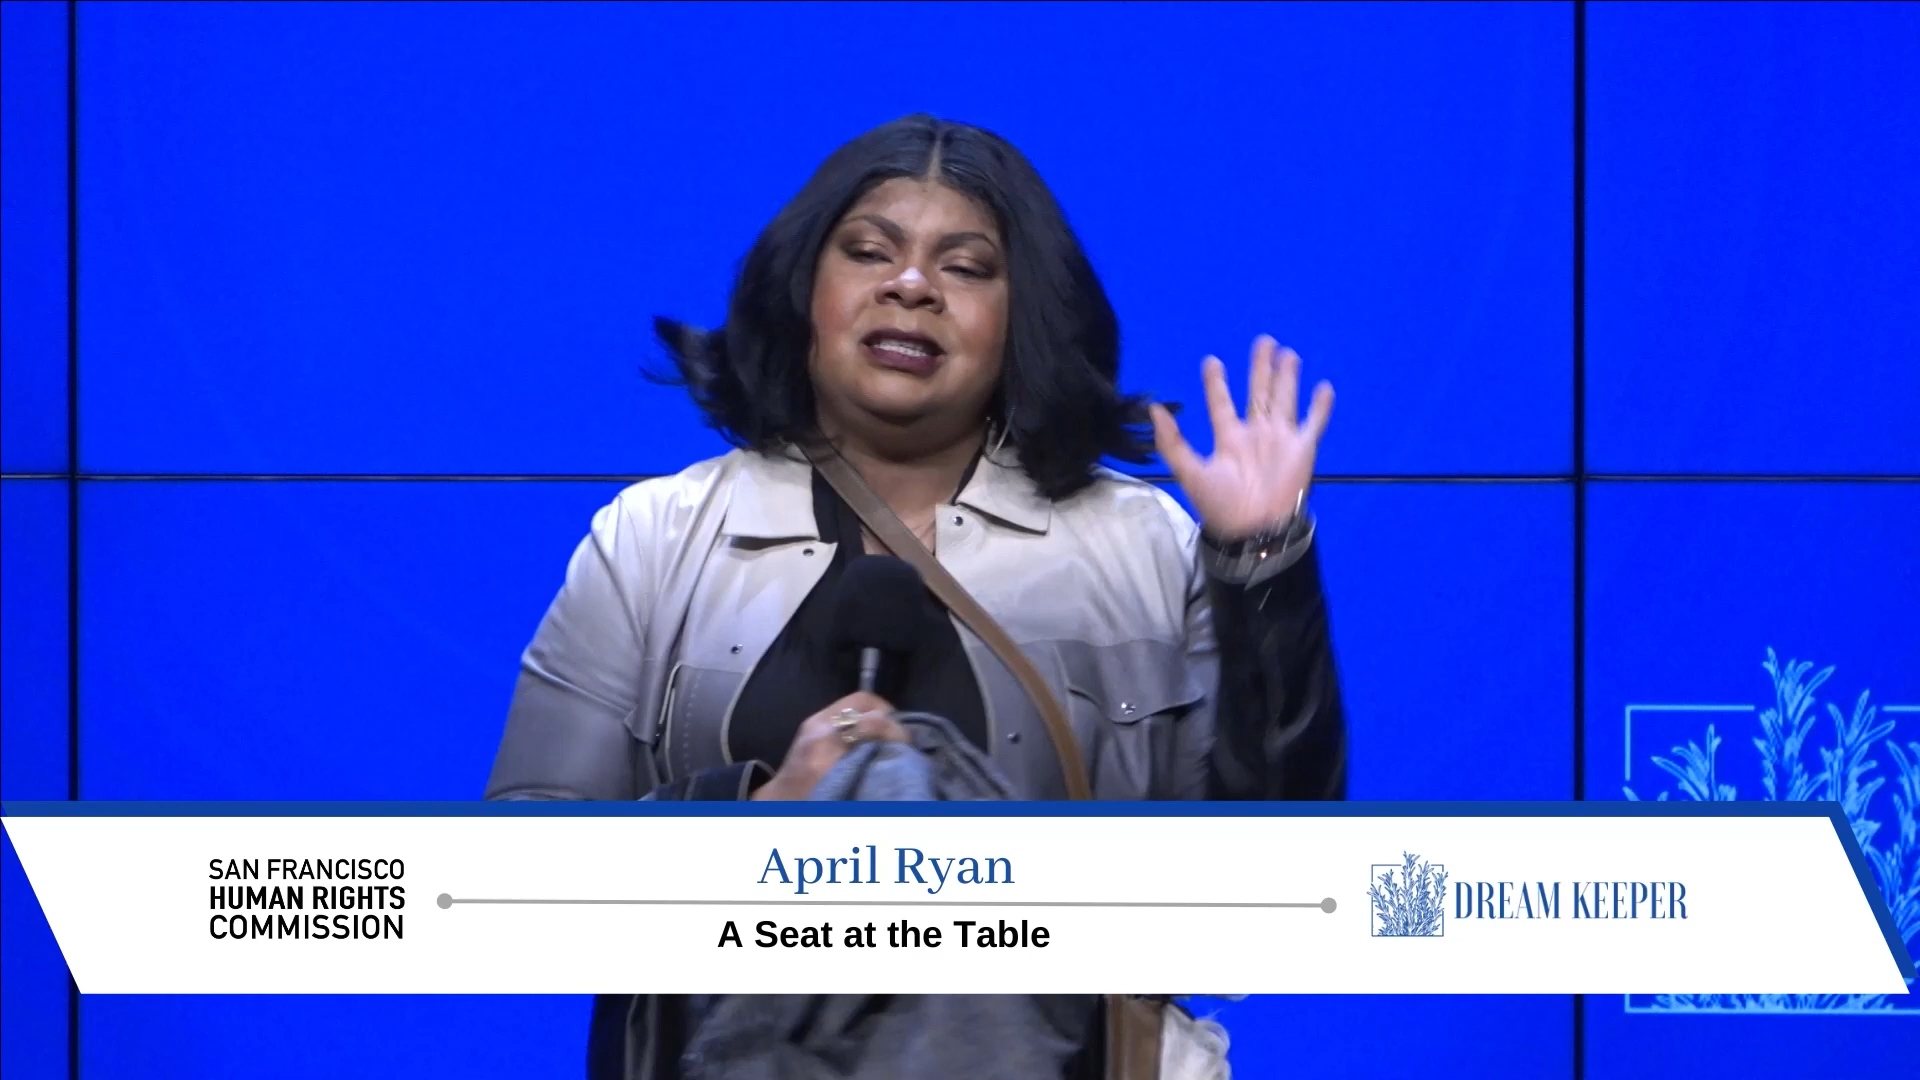 SAN FRANCISCO
HUMAN RIGHTS
COMMISSION
April Ryan
A Seat at the Table
DREAM KEEPER